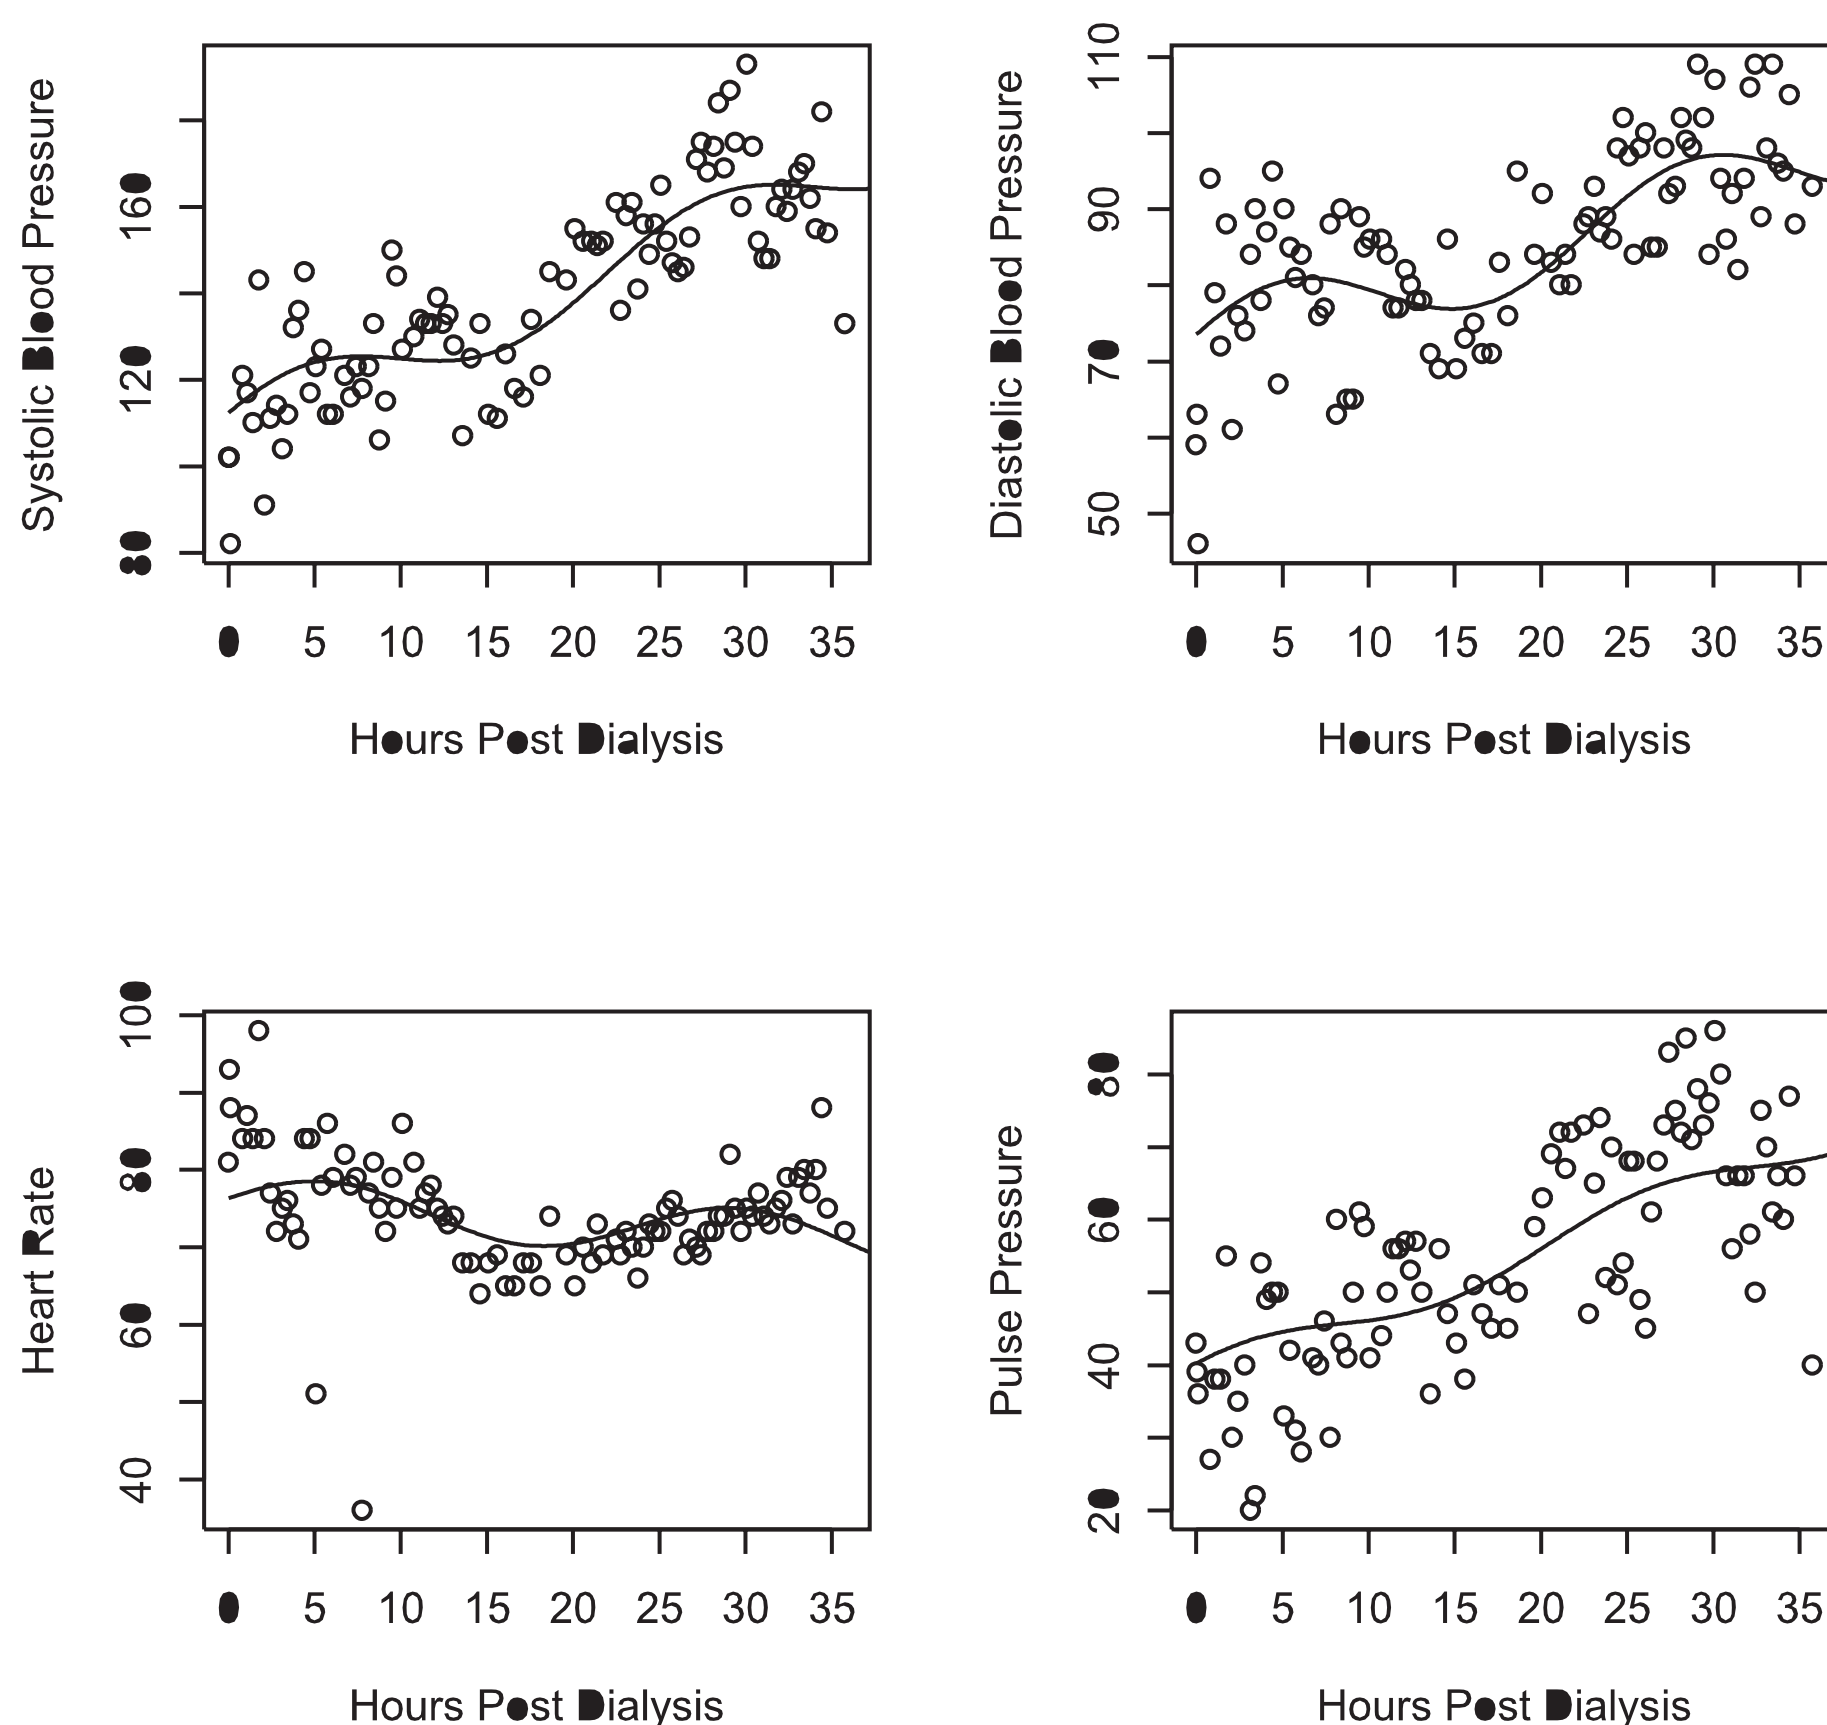 Systolic Blood Pressure
80 120 160
0 5 10 15 20 25 30 35
Hours Post Dialysis
Diastolic Blood Pressure
50 70 90 110
0 5 10 15 20 25 30 35
Hours Post Dialysis
Heart Rate
40 60 80 100
0 5 10 15 20 25 30 35
Hours Post Dialysis
Pulse Pressure
20 40 60 80
0 5 10 15 20 25 30 35
Hours Post Dialysis